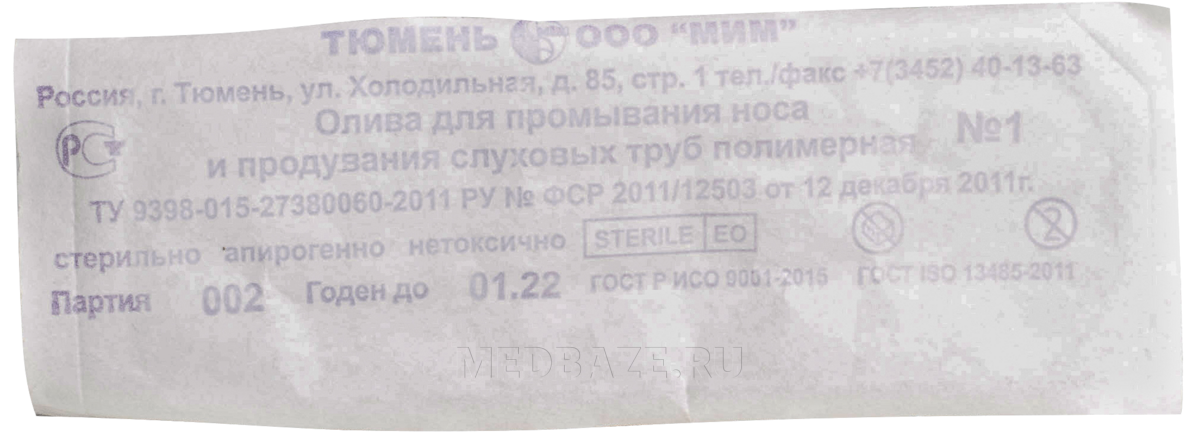 ТЮМЕНЬ ООО "МИМ"
Россия, г. Тюмень, ул. Холодильная, д. 85, стр. 1 тел./факс +7(3452) 40-13-63
Олива для промывания носа
и продувания слуховых труб полимерная №1
РСТ
ТУ 9398-015-27380060-2011 РУ № ФСР 2011/12503 от 12 декабря 2011г.
стерильно апирогенно нетоксично STERILE EO 2
Партия 002 Годен до 01.22 ГОСТ Р ИСО 9001-2015 ГОСТ ISO 13485-2011
MEDBAZE.RU